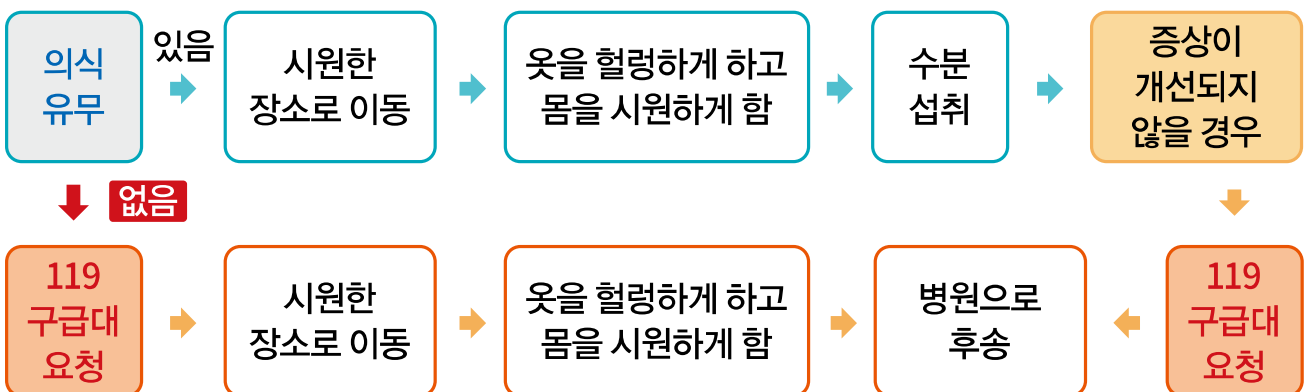 의식
유무
있음
시원한
장소로 이동
옷을 헐렁하게 하고
몸을 시원하게 함
수분
섭취
증상이
개선되지
않을 경우
없음
119
구급대
요청
시원한
장소로 이동
옷을 헐렁하게 하고
몸을 시원하게 함
병원으로
후송
119
구급대
요청